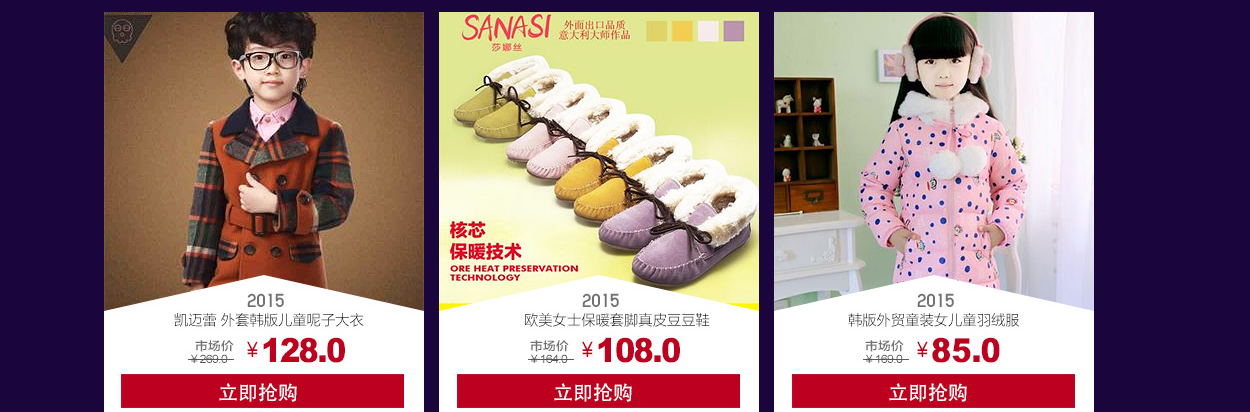 SANASI
莎娜丝
外面出口品质
意大利大师作品
核芯
保暖技术
ORE HEAT PRESERVATION
TECHNOLOGY
2015
凯迈蕾 外套韩版儿童呢子大衣
市场价
￥269.0
￥128.0
立即抢购
2015
欧美女士保暖套脚真皮豆豆鞋
市场价
￥164.0
￥108.0
立即抢购
2015
韩版外贸童装女儿童羽绒服
市场价
￥169.0
￥85.0
立即抢购